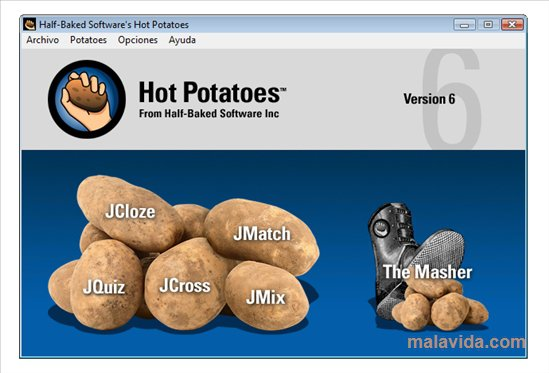 Half-Baked Software's Hot Potatoes
Archivo Potatoes Opciones Ayuda
Hot Potatoes™
From Half-Baked Software Inc
Version 6
6
JCloze
JMatch
JQuiz
JCross
JMix
The Masher
malavida.com